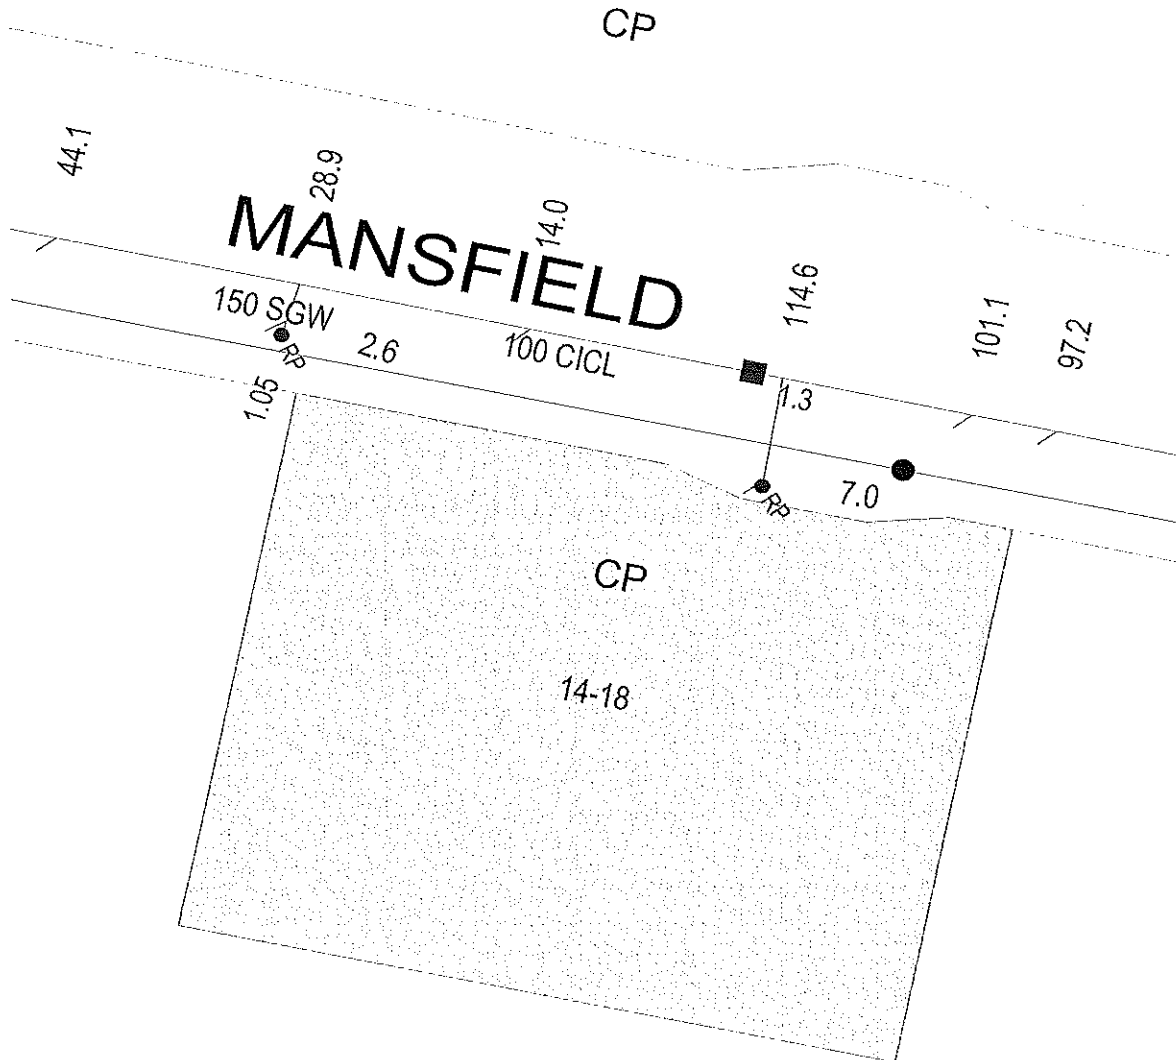 CP
44.1
28.9
14.0
MANSFIELD
114.6
101.1
97.2
150 SGW
2.6
100 CICL
1.3
RP
1.05
7.0
RP
CP
14-18